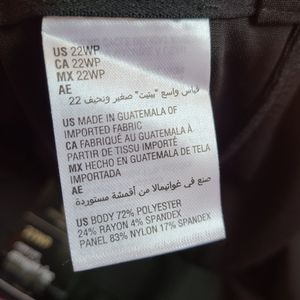 US 22WP
CA 22WP
MX 22WP
AE
قياس واسع "بيتيت" صغير ونحيف 22
US MADE IN GUATEMALA OF
IMPORTED FABRIC
CA FABRIQUÉ AU GUATEMALA À
PARTIR DE TISSU IMPORTÉ
MX HECHO EN GUATEMALA DE TELA
IMPORTADA
AE
صنع في غواتيمالا من أقمشة مستوردة
US BODY 72% POLYESTER
24% RAYON 4% SPANDEX
PANEL 83% NYLON 17% SPANDEX